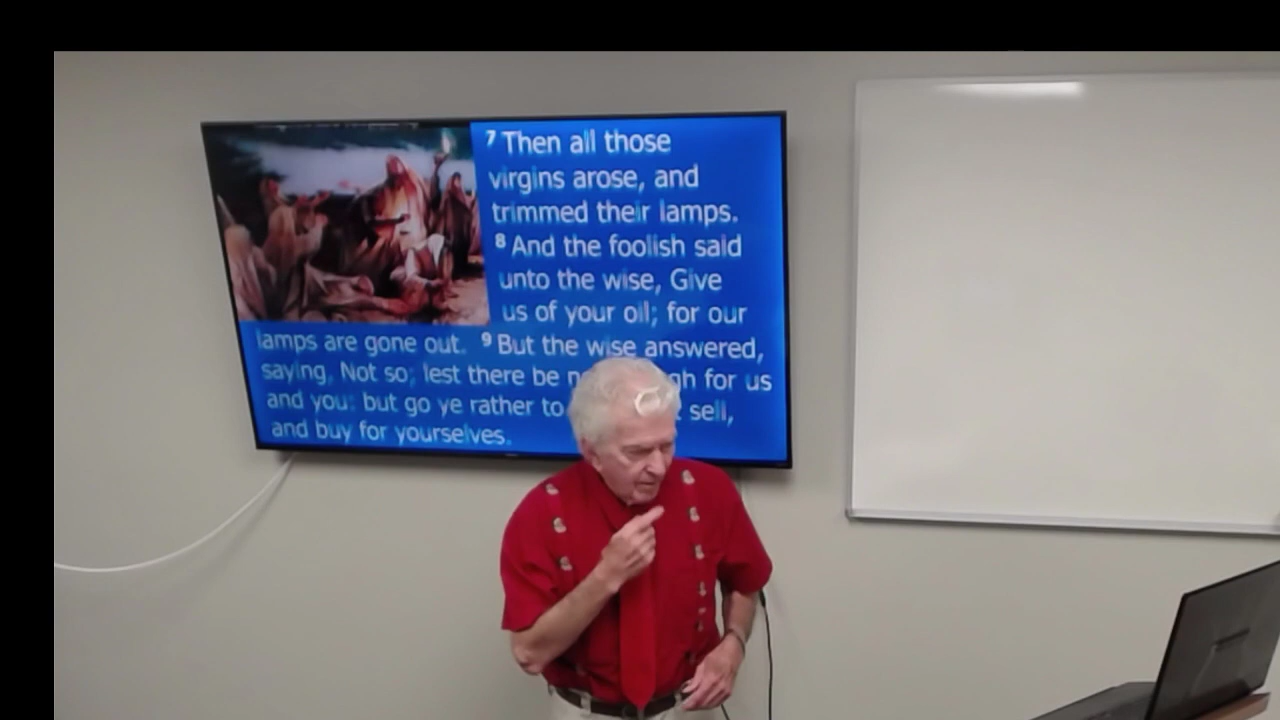 7 Then all those
virgins arose, and
trimmed their lamps.
8 And the foolish said
unto the wise, Give
us of your oil; for our
lamps are gone out. 9 But the wise answered,
saying, Not so; lest there be for us
and you: but go ye rather to sell,
and buy for yourselves.